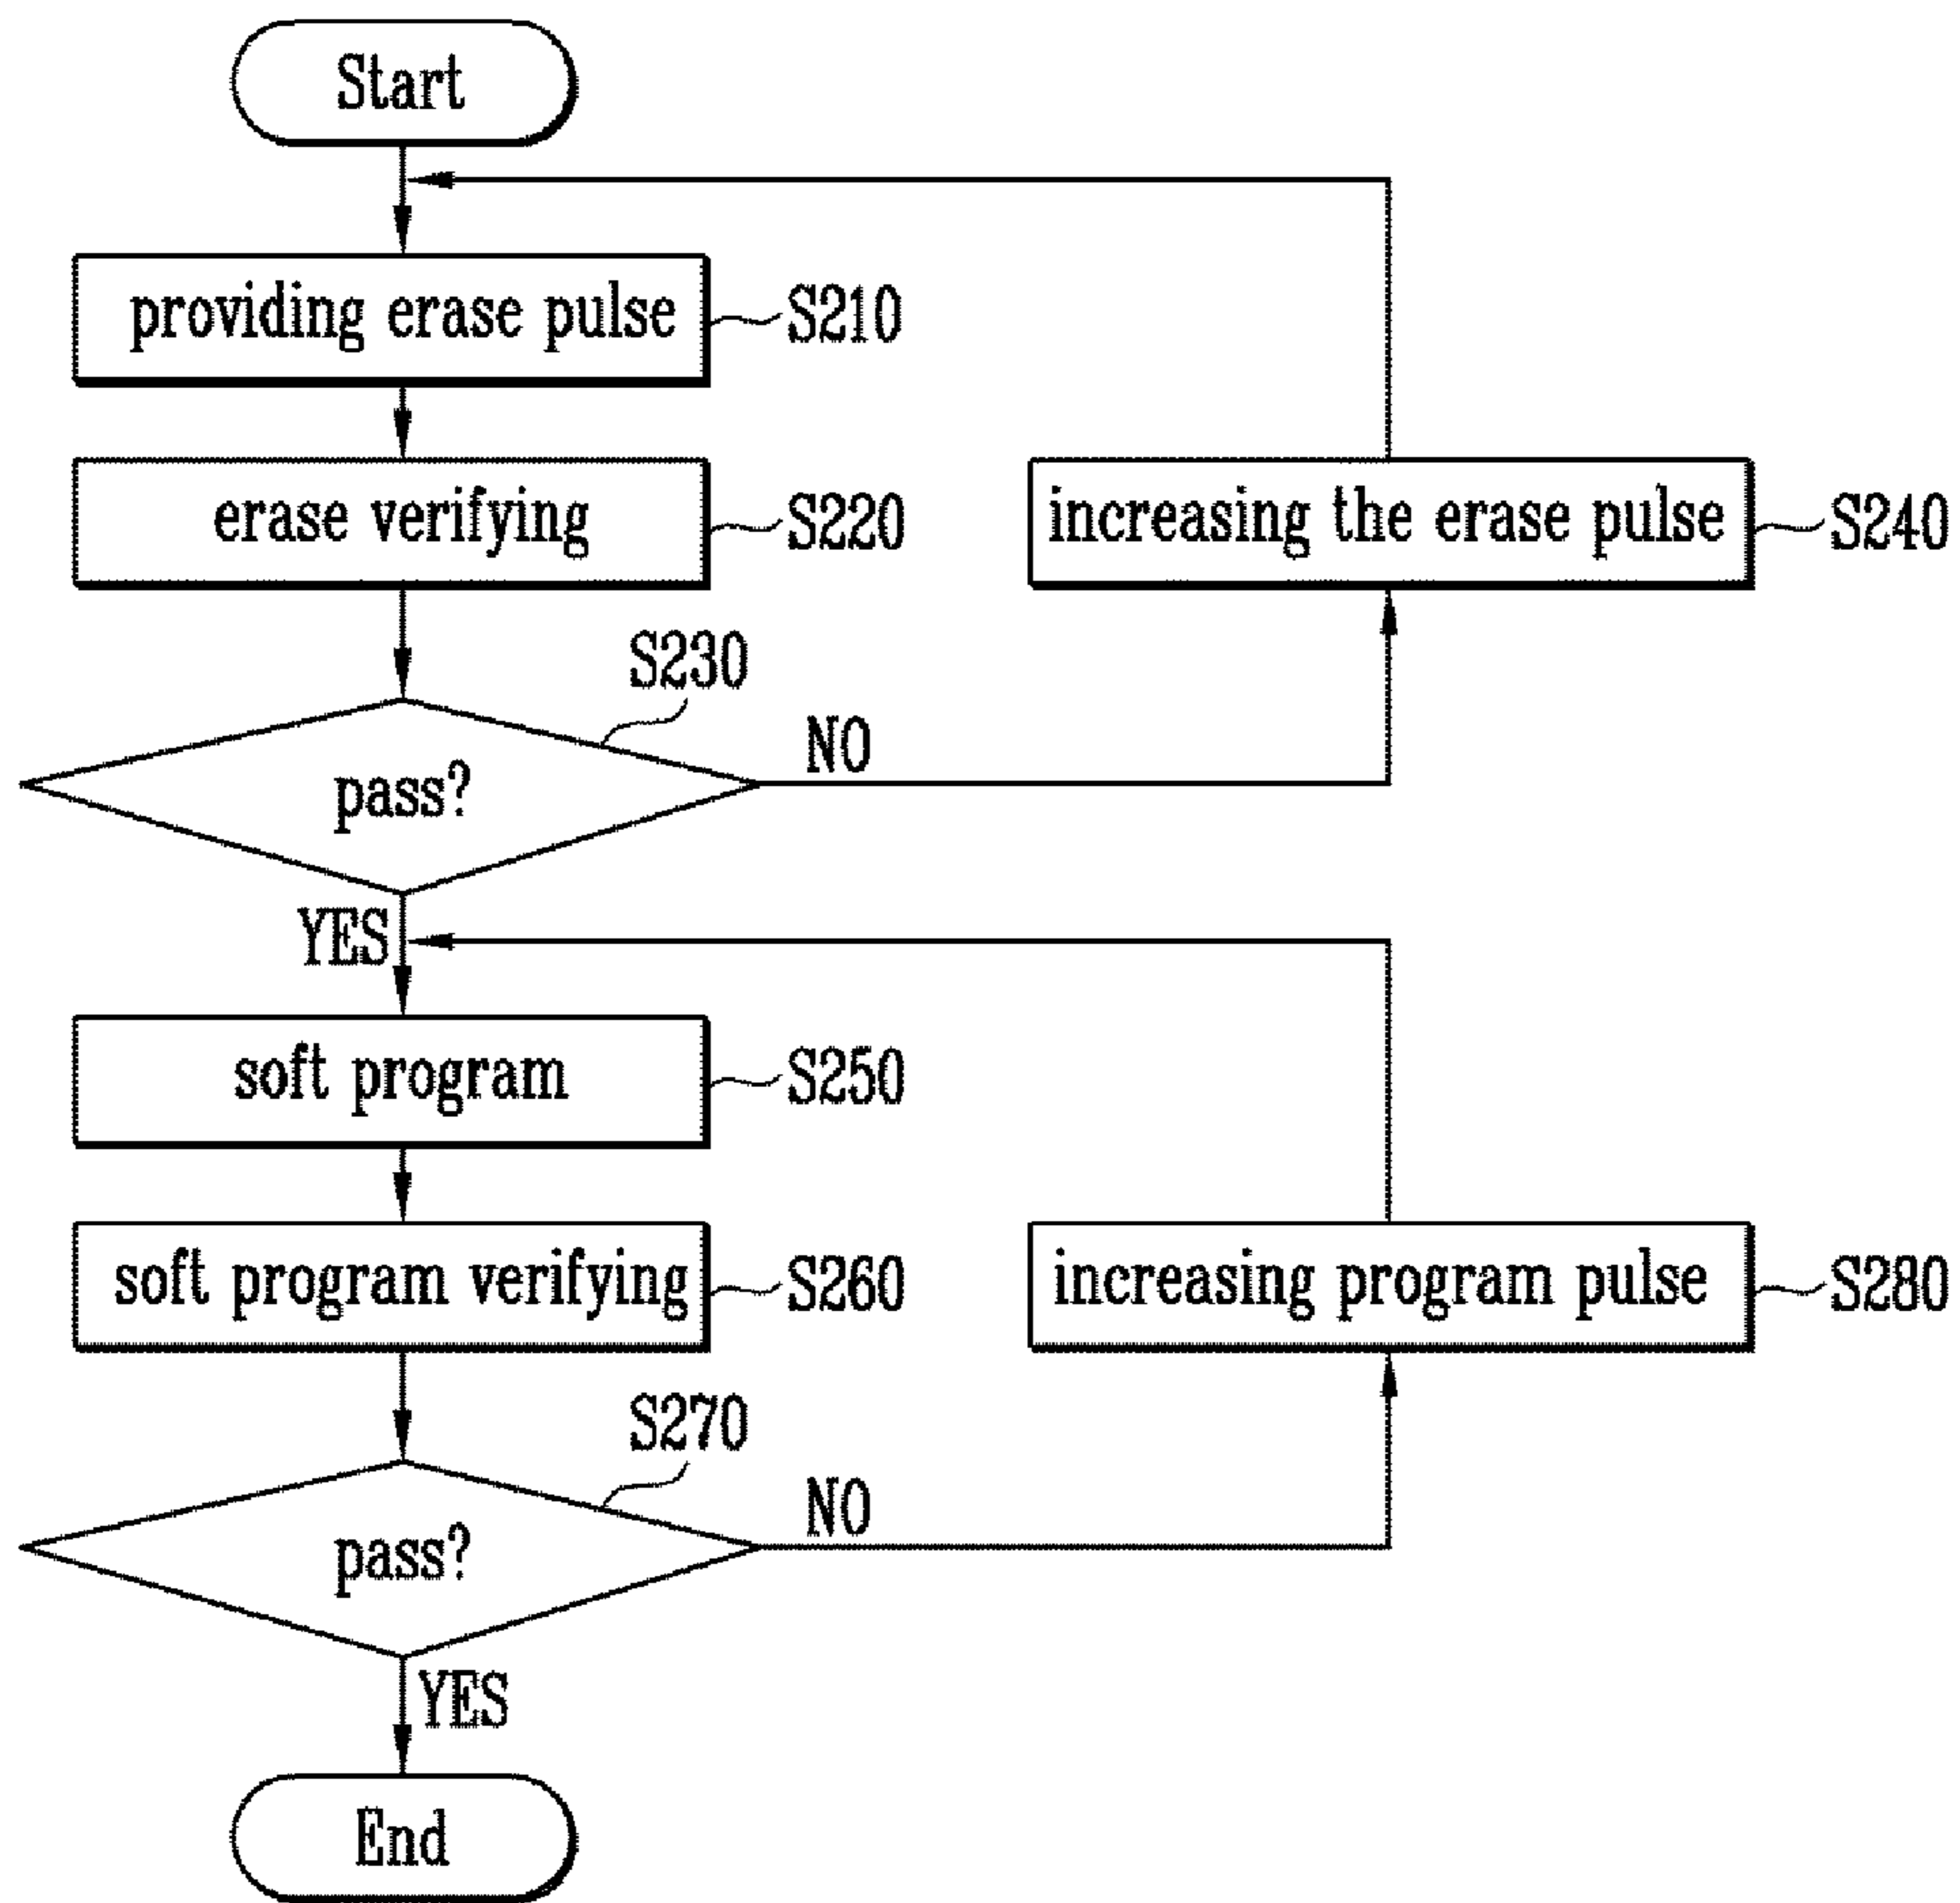 Start
providing erase pulse
S210
erase verifying
S220
increasing the erase pulse
S240
S230
pass?
NO
YES
soft program
S250
soft program verifying
S260
increasing program pulse
S280
S270
pass?
NO
YES
End